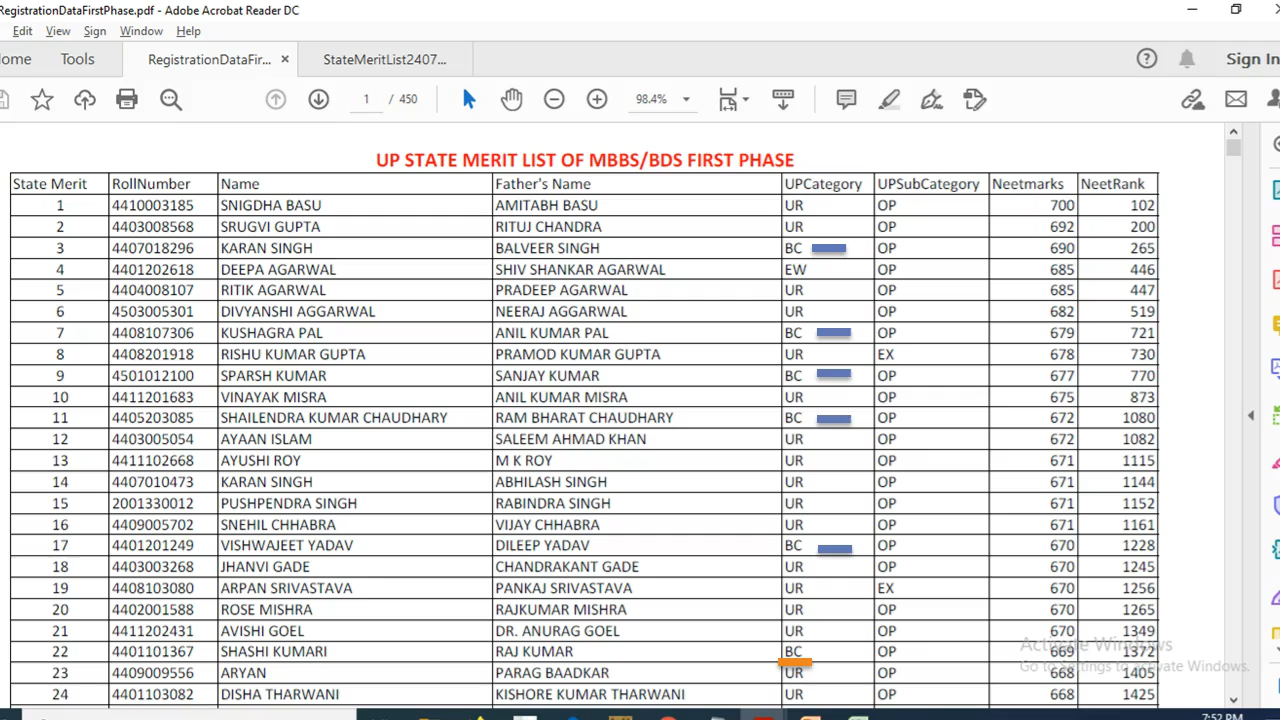 RegistrationDataFirstPhase.pdf - Adobe Acrobat Reader DC
Edit View Sign Window Help
ome Tools RegistrationDataFir... × StateMeritList2407... Sign In
1 / 450 98.4%
UP STATE MERIT LIST OF MBBS/BDS FIRST PHASE
State Merit RollNumber Name Father's Name UPCategory UPSubCategory Neetmarks NeetRank
1 4410003185 SNIGDHA BASU AMITABH BASU UR OP 700 102
2 4403008568 SRUGVI GUPTA RITUJ CHANDRA UR OP 692 200
3 4407018296 KARAN SINGH BALVEER SINGH BC OP 690 265
4 4401202618 DEEPA AGARWAL SHIV SHANKAR AGARWAL EW OP 685 446
5 4404008107 RITIK AGARWAL PRADEEP AGARWAL UR OP 685 447
6 4503005301 DIVYANSHI AGGARWAL NEERAJ AGGARWAL UR OP 682 519
7 4408107306 KUSHAGRA PAL ANIL KUMAR PAL BC OP 679 721
8 4408201918 RISHU KUMAR GUPTA PRAMOD KUMAR GUPTA UR EX 678 730
9 4501012100 SPARSH KUMAR SANJAY KUMAR BC OP 677 770
10 4411201683 VINAYAK MISRA ANIL KUMAR MISRA UR OP 675 873
11 4405203085 SHAILENDRA KUMAR CHAUDHARY RAM BHARAT CHAUDHARY BC OP 672 1080
12 4403005054 AYAAN ISLAM SALEEM AHMAD KHAN UR OP 672 1082
13 4411102668 AYUSHI ROY M K ROY UR OP 671 1115
14 4407010473 KARAN SINGH ABHILASH SINGH UR OP 671 1144
15 2001330012 PUSHPENDRA SINGH RABINDRA SINGH UR OP 671 1152
16 4409005702 SNEHIL CHHABRA VIJAY CHHABRA UR OP 671 1161
17 4401201249 VISHWAJEET YADAV DILEEP YADAV BC OP 670 1228
18 4403003268 JHANVI GADE CHANDRAKANT GADE UR OP 670 1245
19 4408103080 ARPAN SRIVASTAVA PANKAJ SRIVASTAVA UR EX 670 1256
20 4402001588 ROSE MISHRA RAJKUMAR MISHRA UR OP 670 1265
21 4411202431 AVISHI GOEL DR. ANURAG GOEL UR OP 670 1349
22 4401101367 SHASHI KUMARI RAJ KUMAR BC OP 669 1372
23 4409009556 ARYAN PARAG BAADKAR UR OP 668 1405
24 4401103082 DISHA THARWANI KISHORE KUMAR THARWANI UR OP 668 1425
Activate Windows
Go to Settings to activate Windows.
7:52 PM